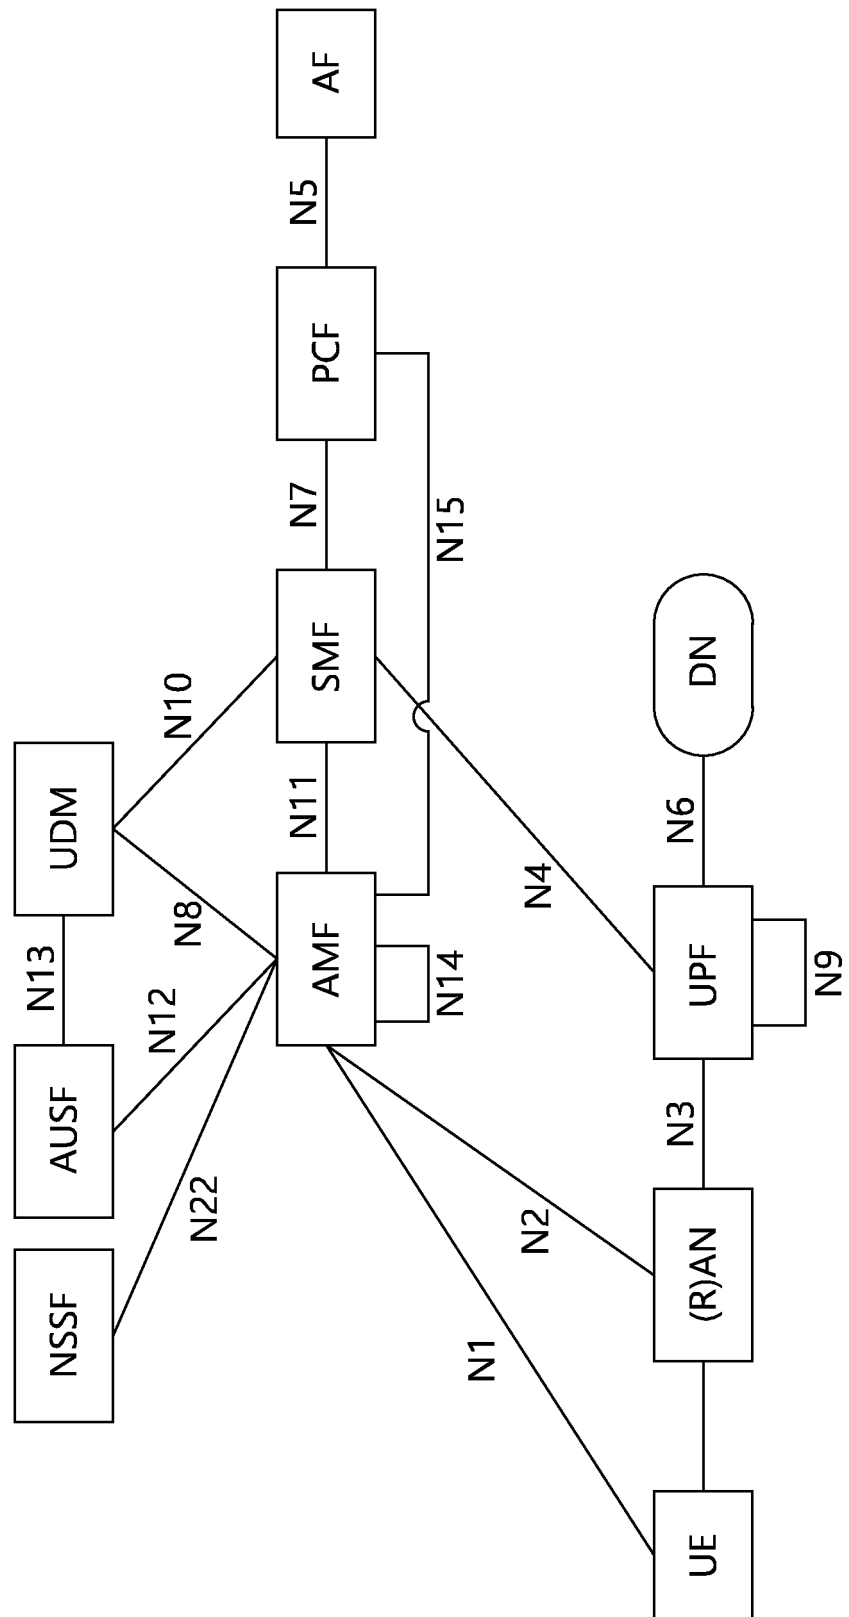 NSSF
AUSF
N13
UDM
N22
N12
N8
N10
AMF
N11
SMF
N7
PCF
N5
AF
N14
N15
N1
N2
N4
UE
(R)AN
N3
UPF
N6
DN
N9